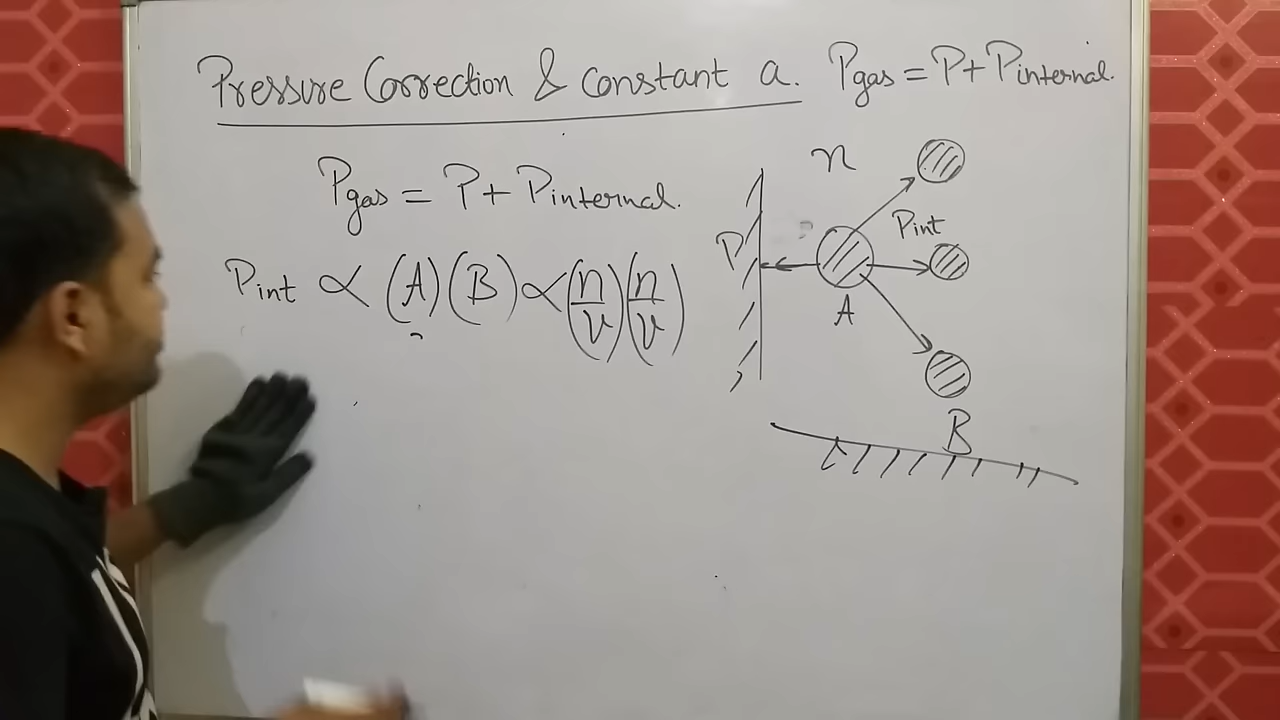 Pressure Correction & Constant a.
Pgas = P + Pinternal.
Pgas = P + Pinternal.
Pint ∝ (A) (B) ∝ (n/v) (n/v)
n
P
Pint
A
B